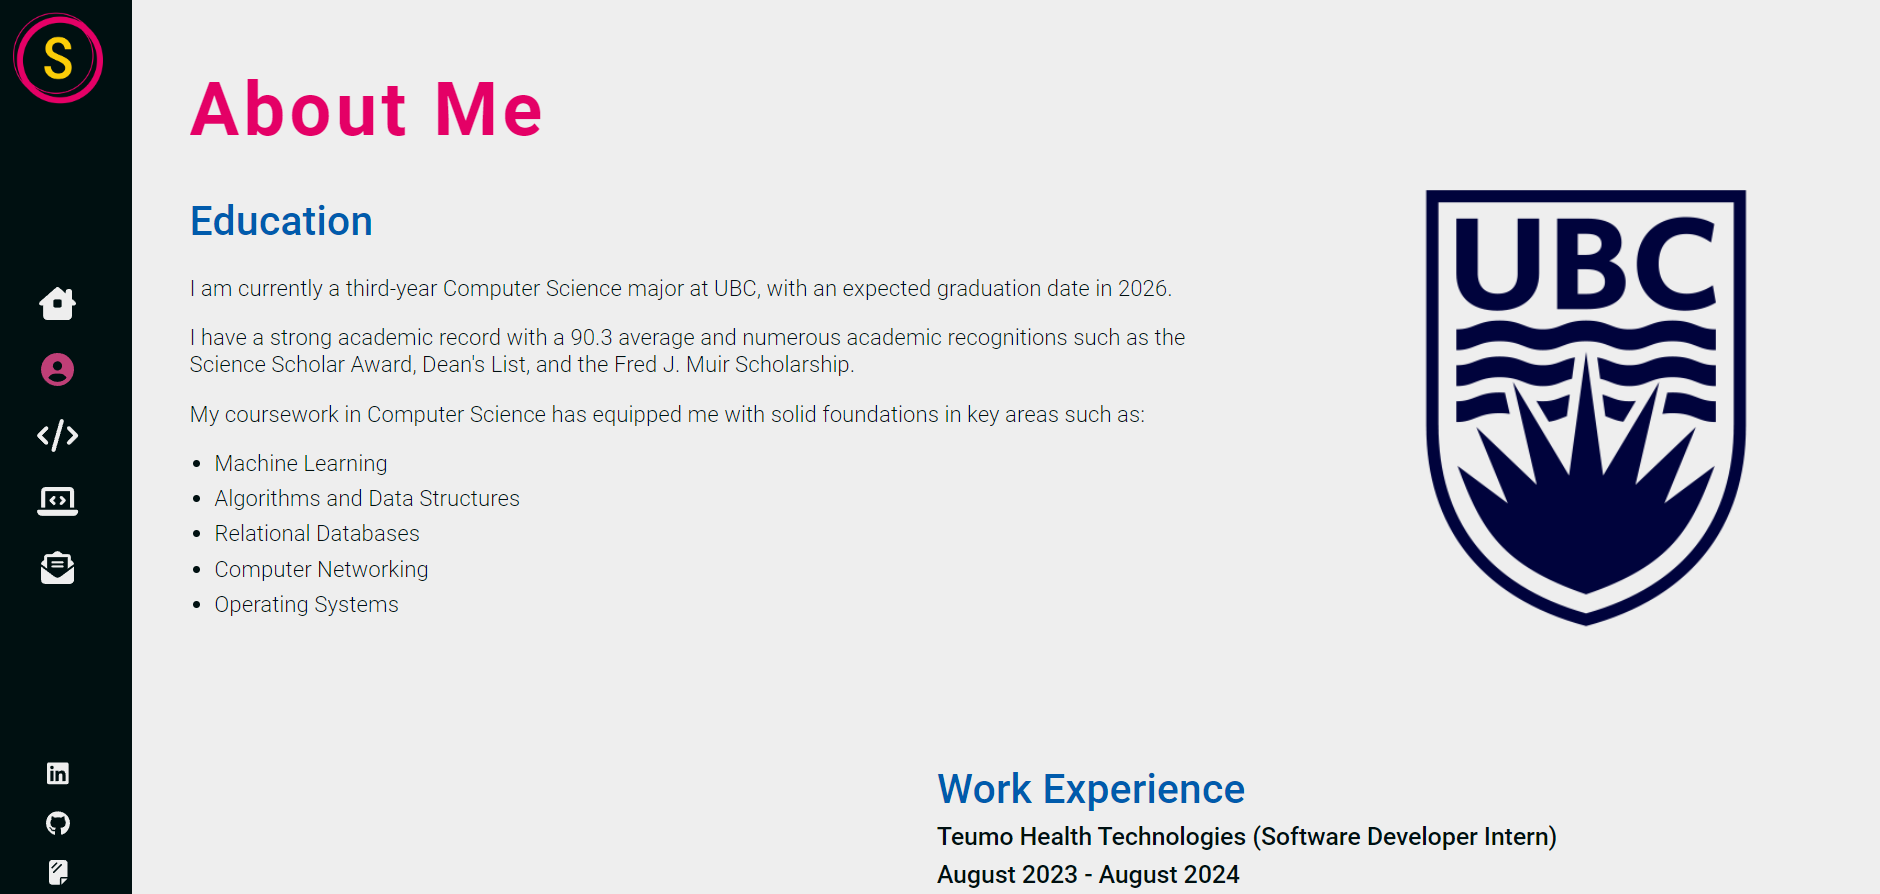 S
About Me
Education
I am currently a third-year Computer Science major at UBC, with an expected graduation date in 2026.
I have a strong academic record with a 90.3 average and numerous academic recognitions such as the
Science Scholar Award, Dean's List, and the Fred J. Muir Scholarship.
My coursework in Computer Science has equipped me with solid foundations in key areas such as:
• Machine Learning
• Algorithms and Data Structures
• Relational Databases
• Computer Networking
• Operating Systems
UBC
in
Work Experience
Teumo Health Technologies (Software Developer Intern)
August 2023 - August 2024